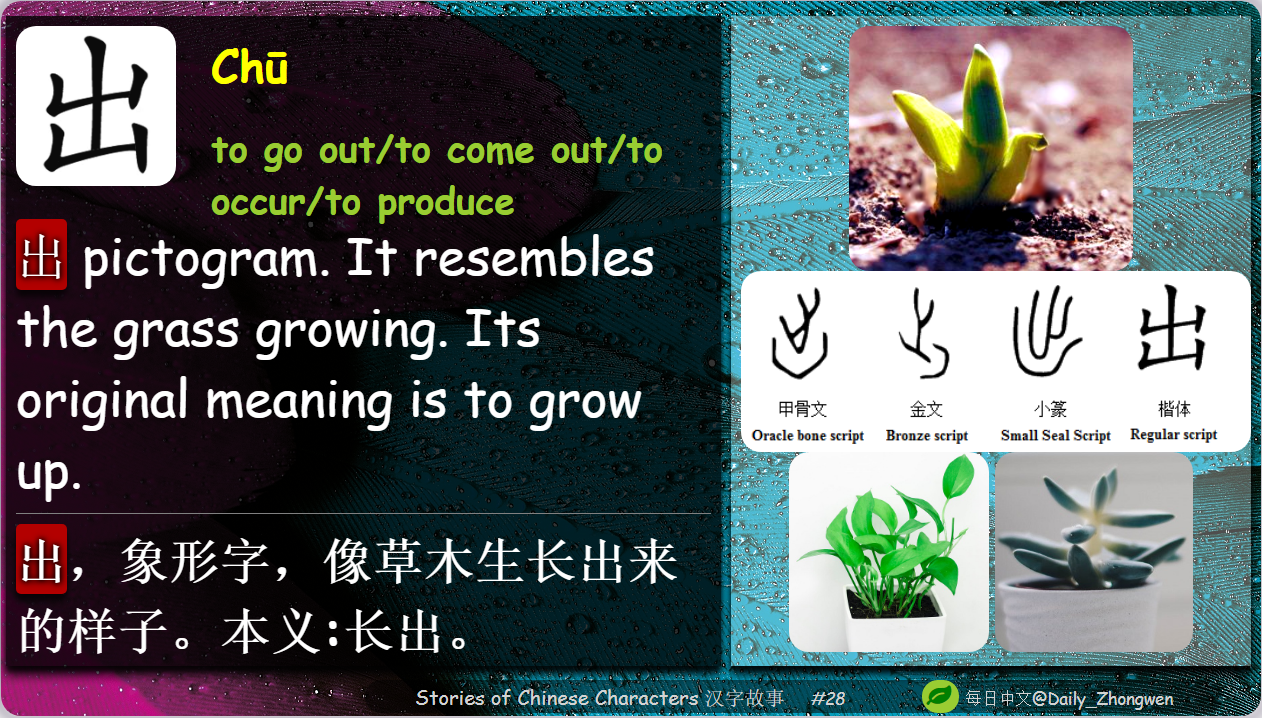 出
Chū
to go out/to come out/to
occur/to produce
出 pictogram. It resembles
the grass growing. Its
original meaning is to grow
up.
出，象形字，像草木生长出来
的样子。本义:长出。
出
甲骨文 金文 小篆 楷体
Oracle bone script Bronze script Small Seal Script Regular script
Stories of Chinese Characters 汉字故事 #28
每日中文@Daily_Zhongwen